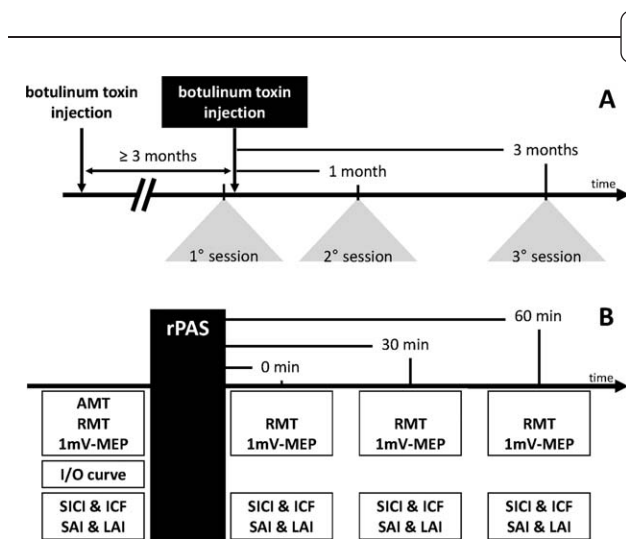 botulinum toxin
injection
botulinum toxin
injection
A
≥ 3 months
3 months
1 month
time
1° session
2° session
3° session
B
rPAS
60 min
30 min
0 min
time
AMT
RMT
1mV-MEP
RMT
1mV-MEP
RMT
1mV-MEP
RMT
1mV-MEP
I/O curve
SICI & ICF
SAI & LAI
SICI & ICF
SAI & LAI
SICI & ICF
SAI & LAI
SICI & ICF
SAI & LAI